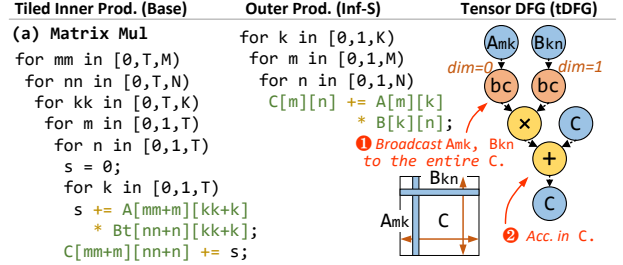 Tiled Inner Prod. (Base)
(a) Matrix Mul
for mm in [0,T,M)
for nn in [0,T,N)
for kk in [0,T,K)
for m in [0,1,T)
for n in [0,1,T)
s = 0;
for k in [0,1,T)
s += A[mm+m][kk+k]
* Bt[nn+n][kk+k];
C[mm+m][nn+n] += s;
Outer Prod. (Inf-S)
for k in [0,1,K)
for m in [0,1,M)
for n in [0,1,N)
C[m][n] += A[m][k]
* B[k][n];
Bkn
Amk
C
Tensor DFG (tDFG)
Amk Bkn
dim=0 dim=1
bc bc
× C
+
C
1 Broadcast Amk, Bkn
to the entire C.
2 Acc. in C.